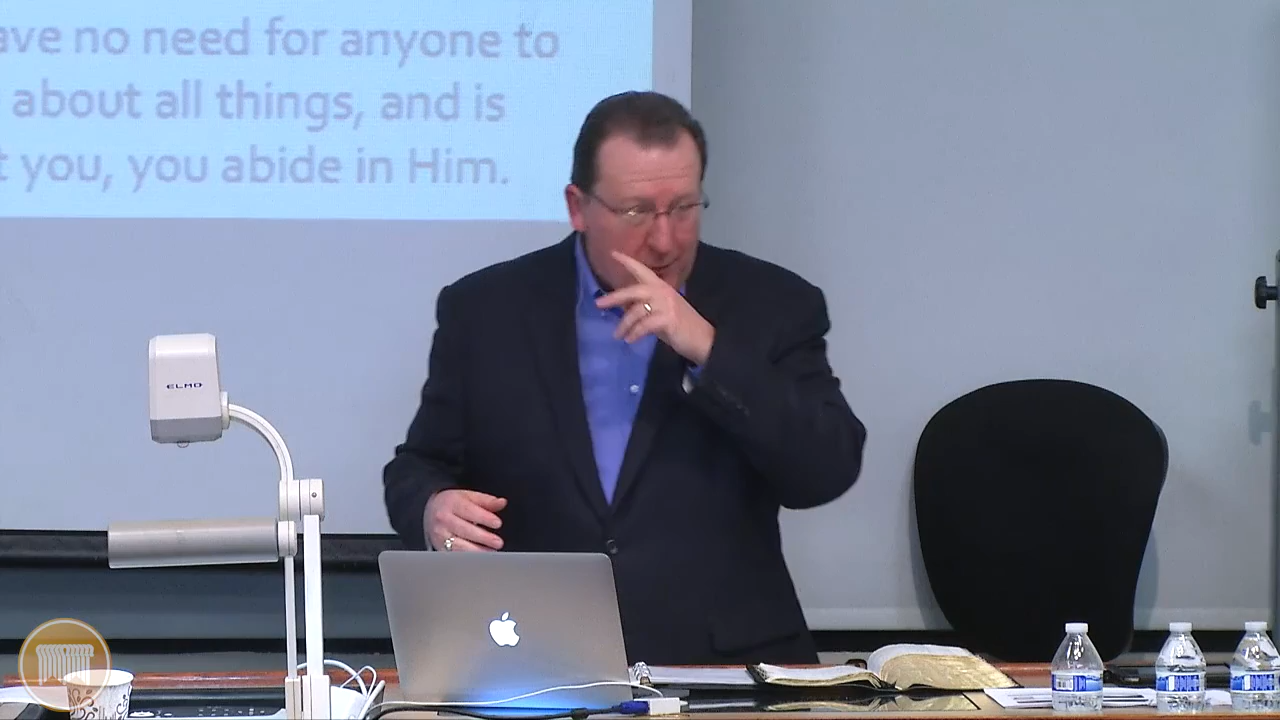 ave no need for anyone to
about all things, and is
t you, you abide in Him.
ELMO